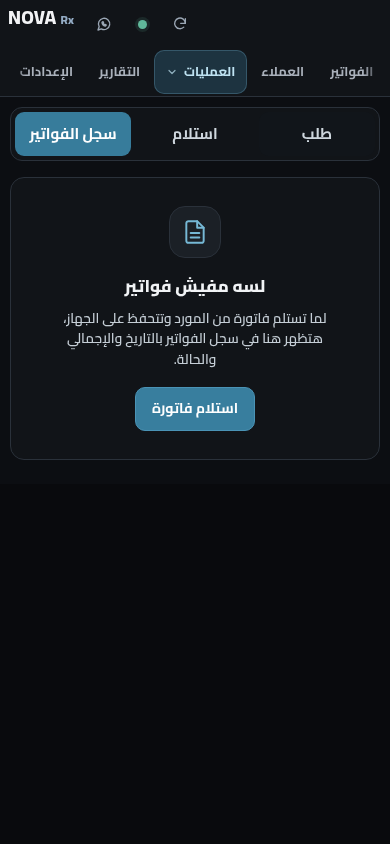 NOVA Rx
الفواتير العملاء العمليات التقارير الإعدادات
طلب استلام سجل الفواتير
لسه مفيش فواتير
لما تستلم فاتورة من المورد وتتحفظ على الجهاز،
هتظهر هنا في سجل الفواتير بالتاريخ والإجمالي
والحالة.
استلام فاتورة